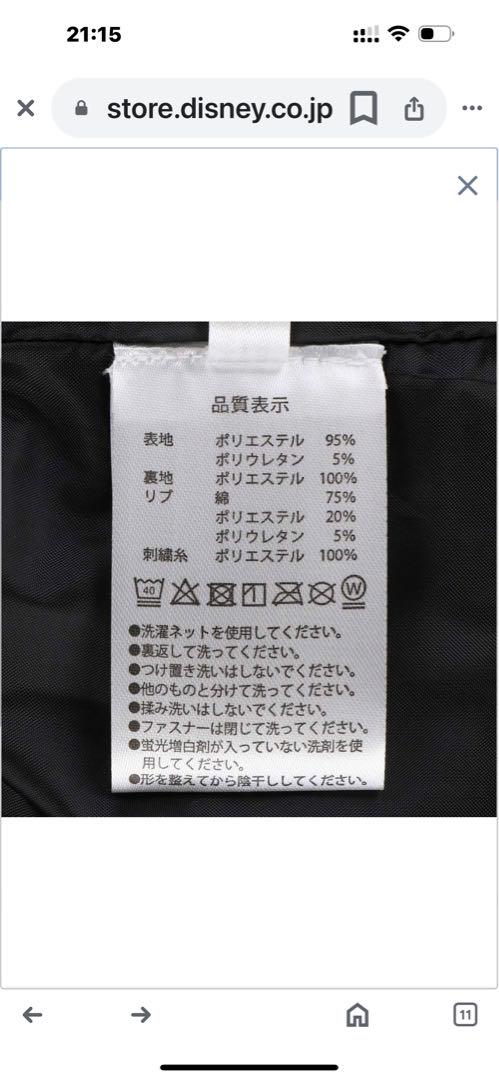 21:15
store.disney.co.jp
品質表示
表地 ポリエステル 95%
ポリウレタン 5%
裏地 ポリエステル 100%
リブ 綿 75%
ポリエステル 20%
ポリウレタン 5%
刺繍糸 ポリエステル 100%
40 W
●洗濯ネットを使用してください。
●裏返して洗ってください。
●つけ置き洗いはしないでください。
●他のものと分けて洗ってください。
●揉み洗いはしないでください。
●ファスナーは閉じて洗ってください。
●蛍光増白剤が入っていない洗剤を使
用してください。
●形を整えてから陰干ししてください。
11